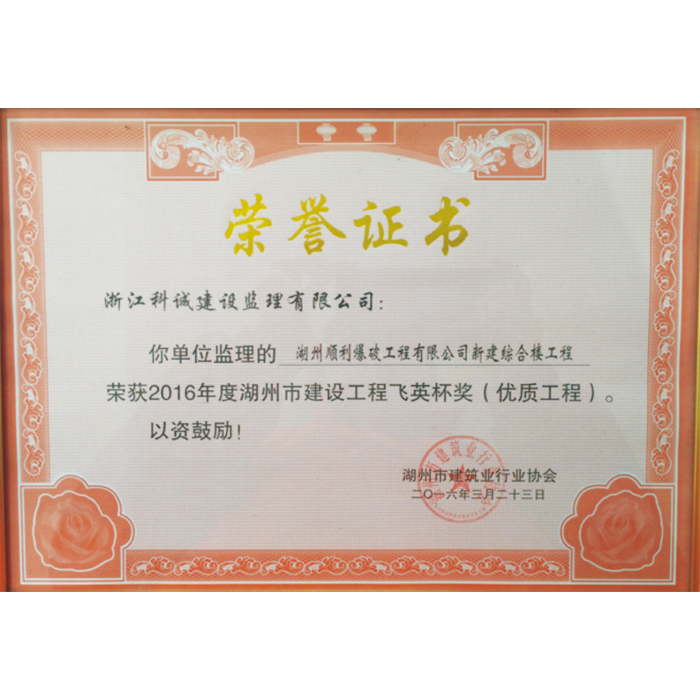 荣誉证书
浙江科诚建设监理有限公司：
你单位监理的 湖州顺利爆破工程有限公司新建综合楼工程
荣获2016年度湖州市建设工程飞英杯奖（优质工程）。
以资鼓励！
湖州市建筑业行业协会
二〇一六年三月二十三日